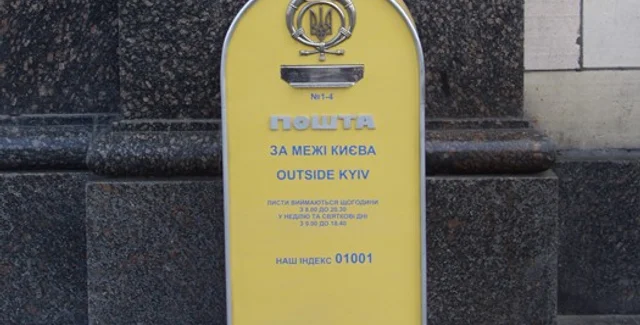 №1-4
ПОШТА
ЗА МЕЖІ КИЄВА
OUTSIDE KYIV
ЛИСТИ ВИЙМАЮТЬСЯ ЩОГОДИНИ
З 8.00 ДО 20.30
У НЕДІЛЮ ТА СВЯТКОВІ ДНІ
З 9.00 ДО 18.40
НАШ ІНДЕКС 01001